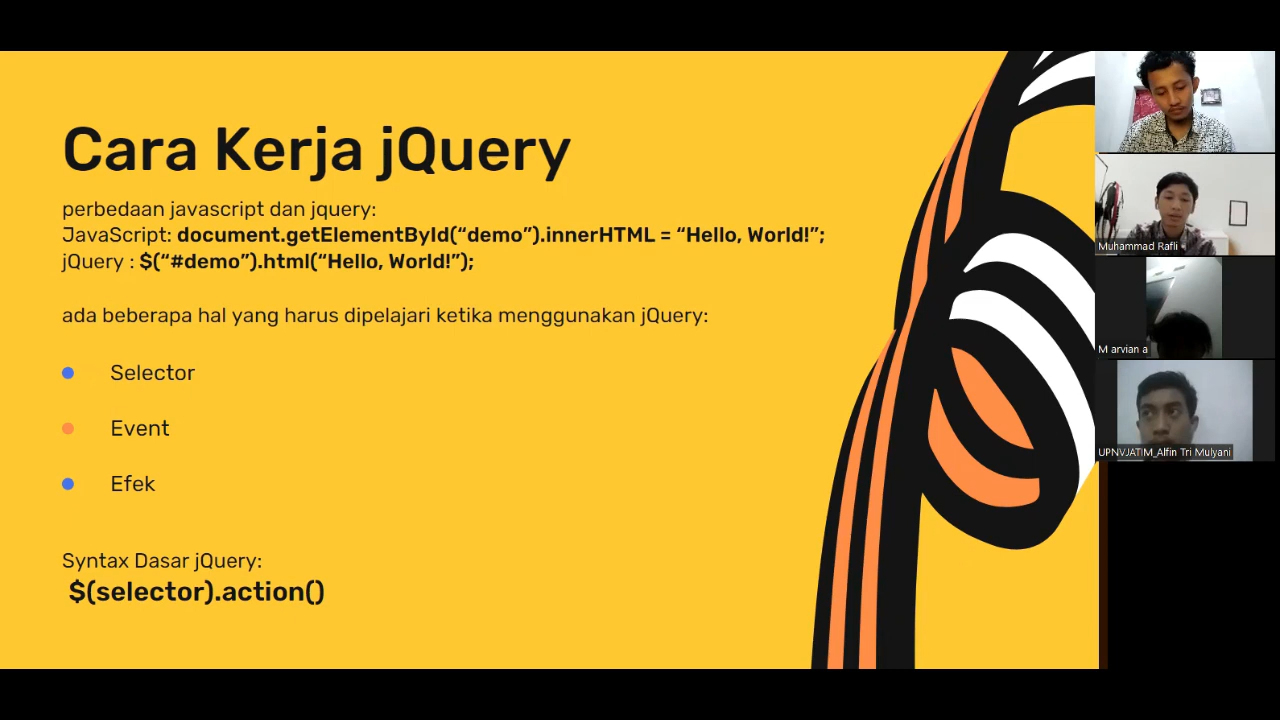 Cara Kerja jQuery
perbedaan javascript dan jquery:
JavaScript: document.getElementById(“demo”).innerHTML = “Hello, World!”;
jQuery : $(“#demo”).html(“Hello, World!”);
ada beberapa hal yang harus dipelajari ketika menggunakan jQuery:
Selector
Event
Efek
Syntax Dasar jQuery:
$(selector).action()
Muhammad Rafli
M arvian a
UPNVJATIM_Alfin Tri Mulyani